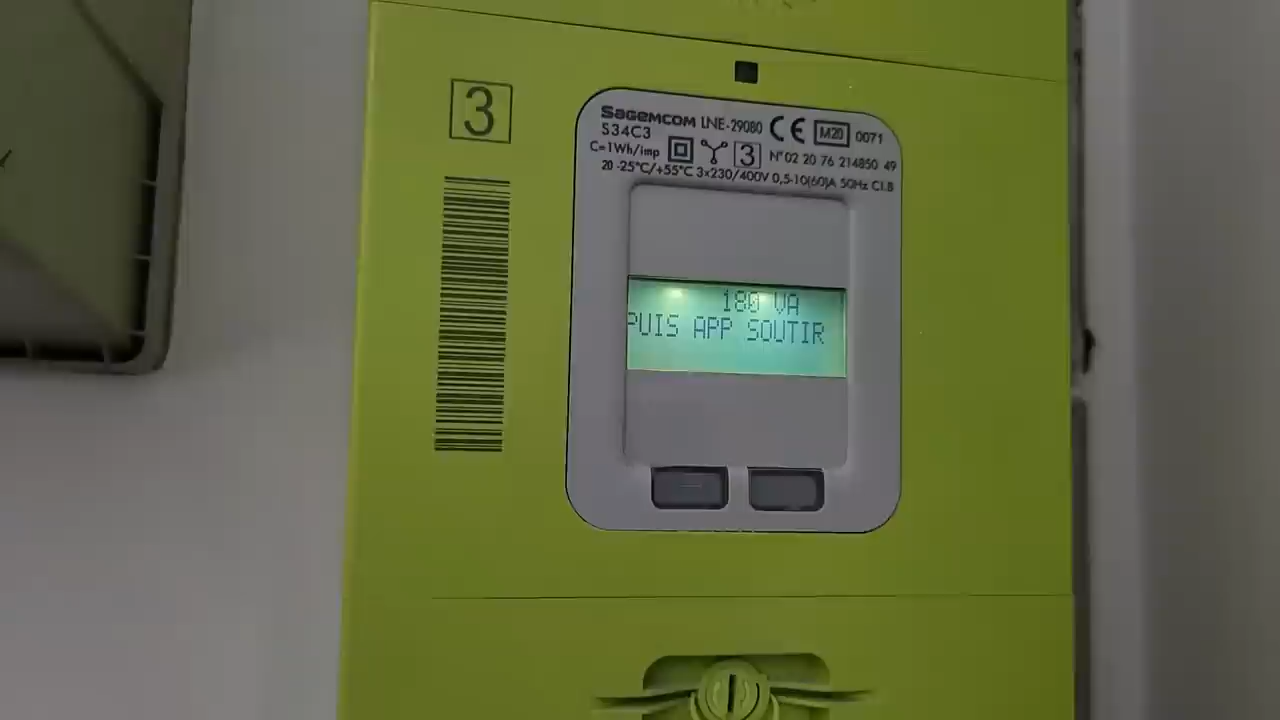 3
Sagemcom LNE-29080 CE M20 0071
S34C3
C=1Wh/imp 3 N°02 20 76 214850 49
20 -25°C/+55°C 3x230/400V 0,5-10(60)A 50Hz Cl.B
180 VA
PUIS APP SOUTIR